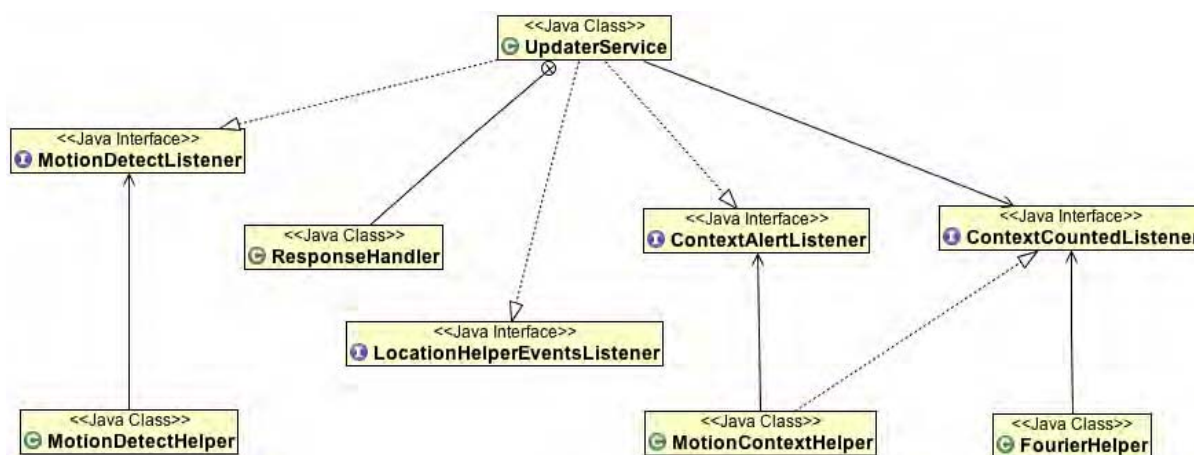 <<Java Class>>
C UpdaterService
<<Java Interface>>
I MotionDetectListener
<<Java Class>>
C ResponseHandler
<<Java Interface>>
I ContextAlertListener
<<Java Interface>>
I ContextCountedListener
<<Java Interface>>
I LocationHelperEventsListener
<<Java Class>>
C MotionDetectHelper
<<Java Class>>
C MotionContextHelper
<<Java Class>>
C FourierHelper